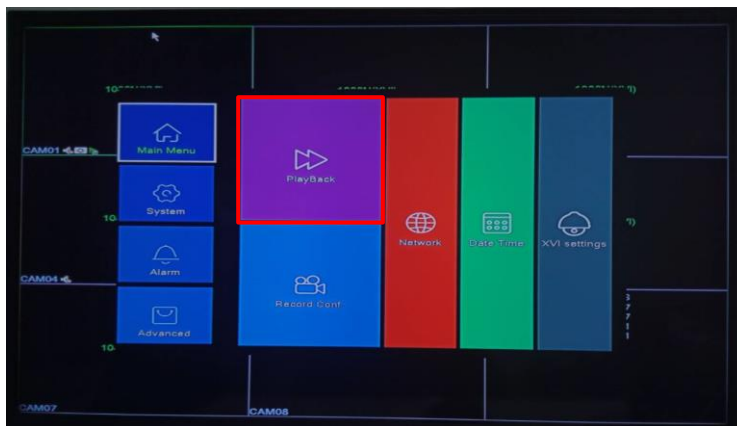 CAM01
Main Menu
PlayBack
System
Network
Date Time
XVI settings
Alarm
CAM04
Record Conf
Advanced
CAM07
CAM08